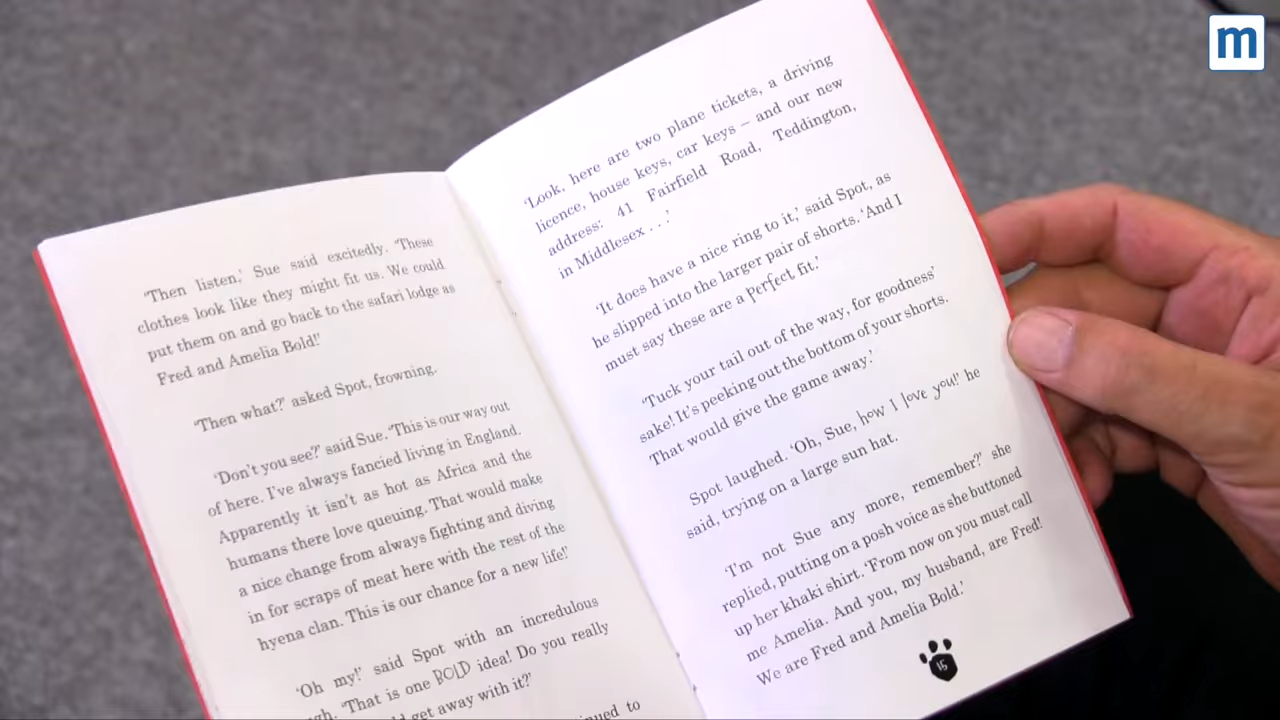 'Then listen,' Sue said excitedly. 'These
clothes look like they might fit us. We could
put them on and go back to the safari lodge as
Fred and Amelia Bold!'
'Then what?' asked Spot, frowning.
'Don't you see?' said Sue. 'This is our way out
of here. I've always fancied living in England.
Apparently it isn't as hot as Africa and the
humans there love queuing. That would make
a nice change from always fighting and diving
in for scraps of meat here with the rest of the
hyena clan. This is our chance for a new life!'
'Oh my!' said Spot with an incredulous
'That is one BOLD idea! Do you really
get away with it?'
to
'Look, here are two plane tickets, a driving
licence, house keys, car keys – and our new
address: 41 Fairfield Road, Teddington,
in Middlesex . . .'
'It does have a nice ring to it,' said Spot, as
he slipped into the larger pair of shorts. 'And I
must say these are a perfect fit.'
'Tuck your tail out of the way, for goodness'
sake! It's peeking out the bottom of your shorts.
That would give the game away.'
Spot laughed. 'Oh, Sue, how I love you!' he
said, trying on a large sun hat.
'I'm not Sue any more, remember?' she
replied, putting on a posh voice as she buttoned
up her khaki shirt. 'From now on you must call
me Amelia. And you, my husband, are Fred!
We are Fred and Amelia Bold.'
15
m